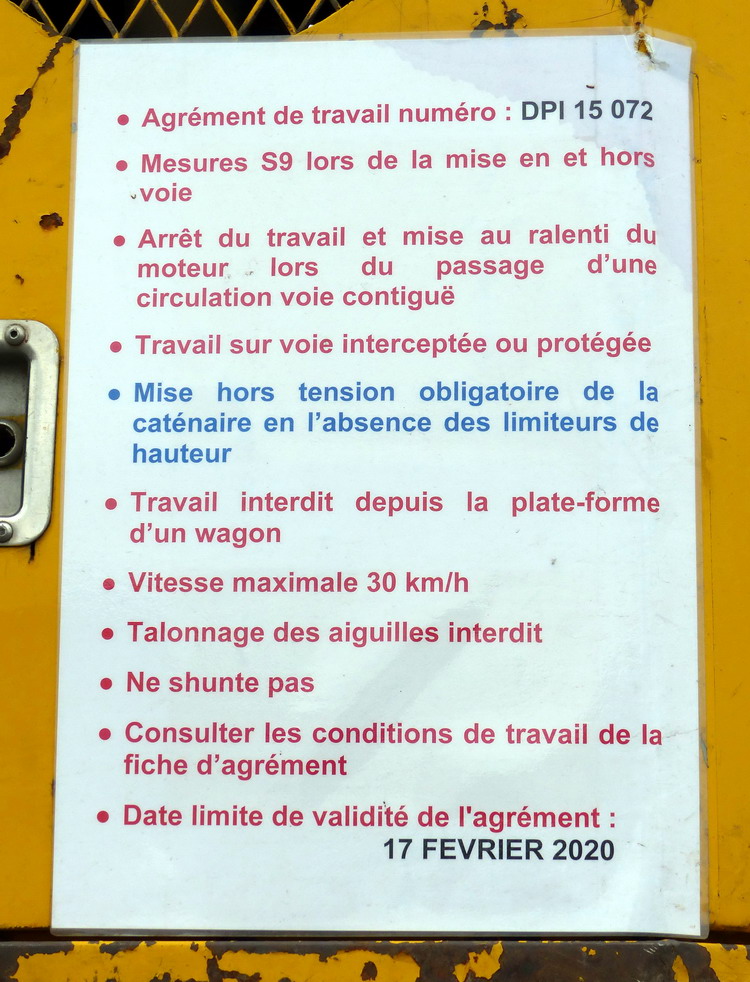 • Agrément de travail numéro : DPI 15 072
• Mesures S9 lors de la mise en et hors
voie
• Arrêt du travail et mise au ralenti du
moteur lors du passage d’une
circulation voie contiguë
• Travail sur voie interceptée ou protégée
• Mise hors tension obligatoire de la
caténaire en l’absence des limiteurs de
hauteur
• Travail interdit depuis la plate-forme
d’un wagon
• Vitesse maximale 30 km/h
• Talonnage des aiguilles interdit
• Ne shunte pas
• Consulter les conditions de travail de la
fiche d’agrément
• Date limite de validité de l'agrément :
17 FEVRIER 2020